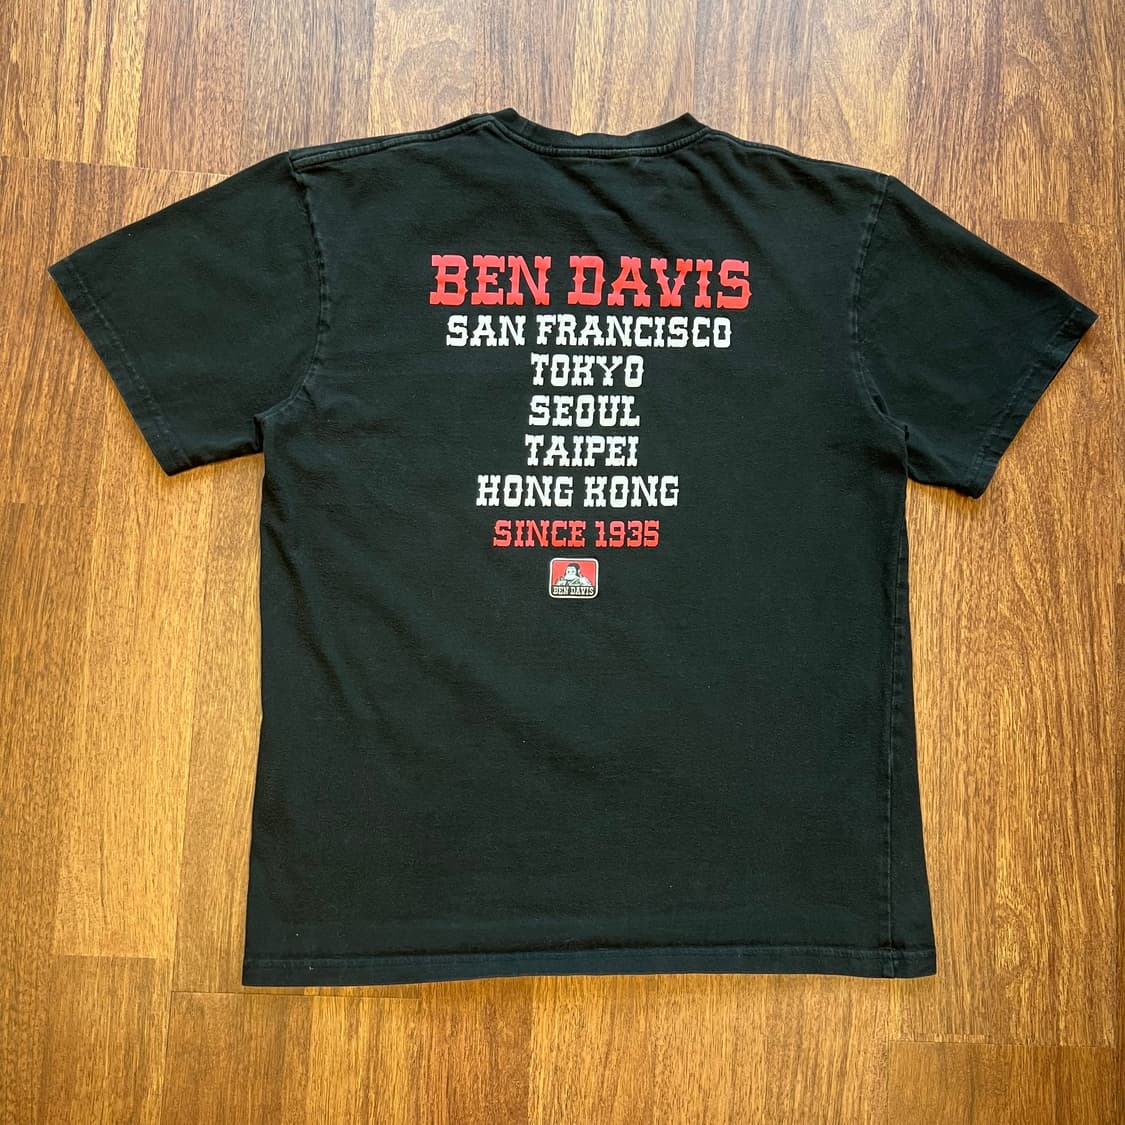 BEN DAVIS
SAN FRANCISCO
TOKYO
SEOUL
TAIPEI
HONG KONG
SINCE 1935
BEN DAVIS